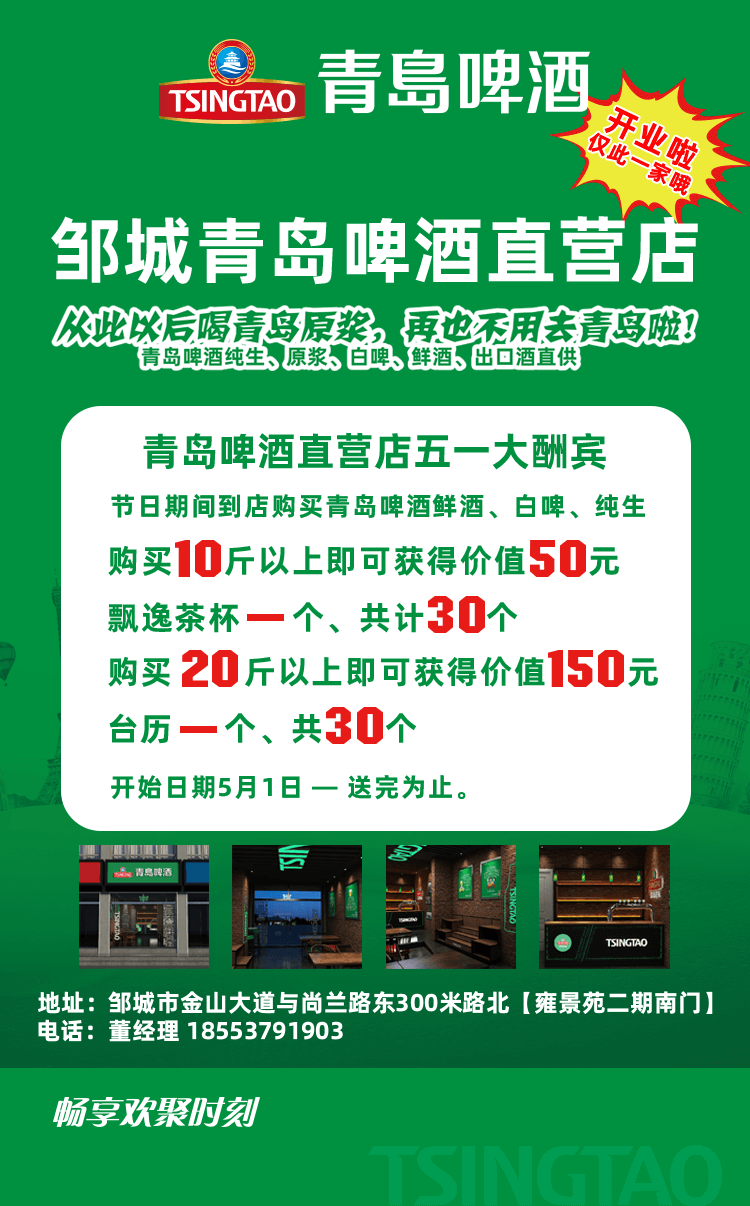 TSINGTAO 青島啤酒
开业啦
仅此一家哦
邹城青岛啤酒直营店
从此以后喝青岛原浆，再也不用去青岛啦！
青岛啤酒纯生、原浆、白啤、鲜酒、出口酒直供
青岛啤酒直营店五一大酬宾
节日期间到店购买青岛啤酒鲜酒、白啤、纯生
购买10斤以上即可获得价值50元
飘逸茶杯一个、共计30个
购买20斤以上即可获得价值150元
台历一个、共30个
开始日期5月1日 — 送完为止。
TSINGTAO 青島啤酒
TSINGTAO
TSIN
TSINGTAO
TSINGTAO
TSINGTAO
地址：邹城市金山大道与尚兰路东300米路北【雍景苑二期南门】
电话：董经理 18553791903
畅享欢聚时刻
TSINGTAO